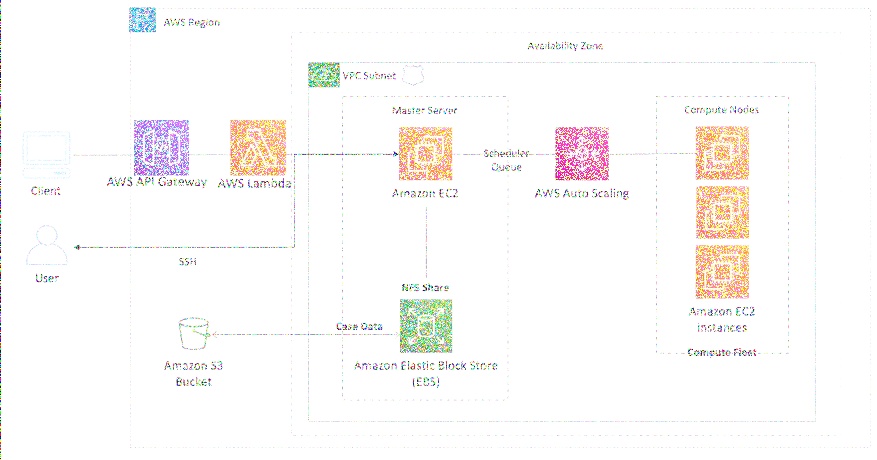 AWS Region
Availability Zone
VPC Subnet
Master Server
Compute Nodes
Client
AWS API Gateway
AWS Lambda
Amazon EC2
Scheduler
Queue
AWS Auto Scaling
User
SSH
NFS Share
Case Data
Amazon S3
Bucket
Amazon Elastic Block Store
(EBS)
Amazon EC2
instances
Compute Fleet